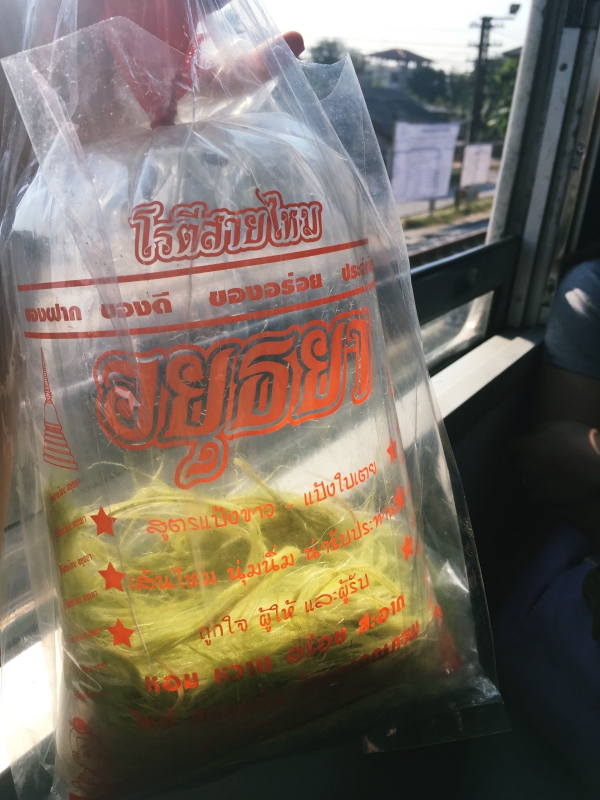 โรตีสายไหม
ของฝาก ของดี ของอร่อย ประจำ
อยุธยา
สูตรแป้งขาว - แป้งใบเตย
เส้นไหม นุ่มนิ่ม น่ารับประทาน
ถูกใจ ผู้ให้ และผู้รับ
หอม หวาน อร่อย สะอาด